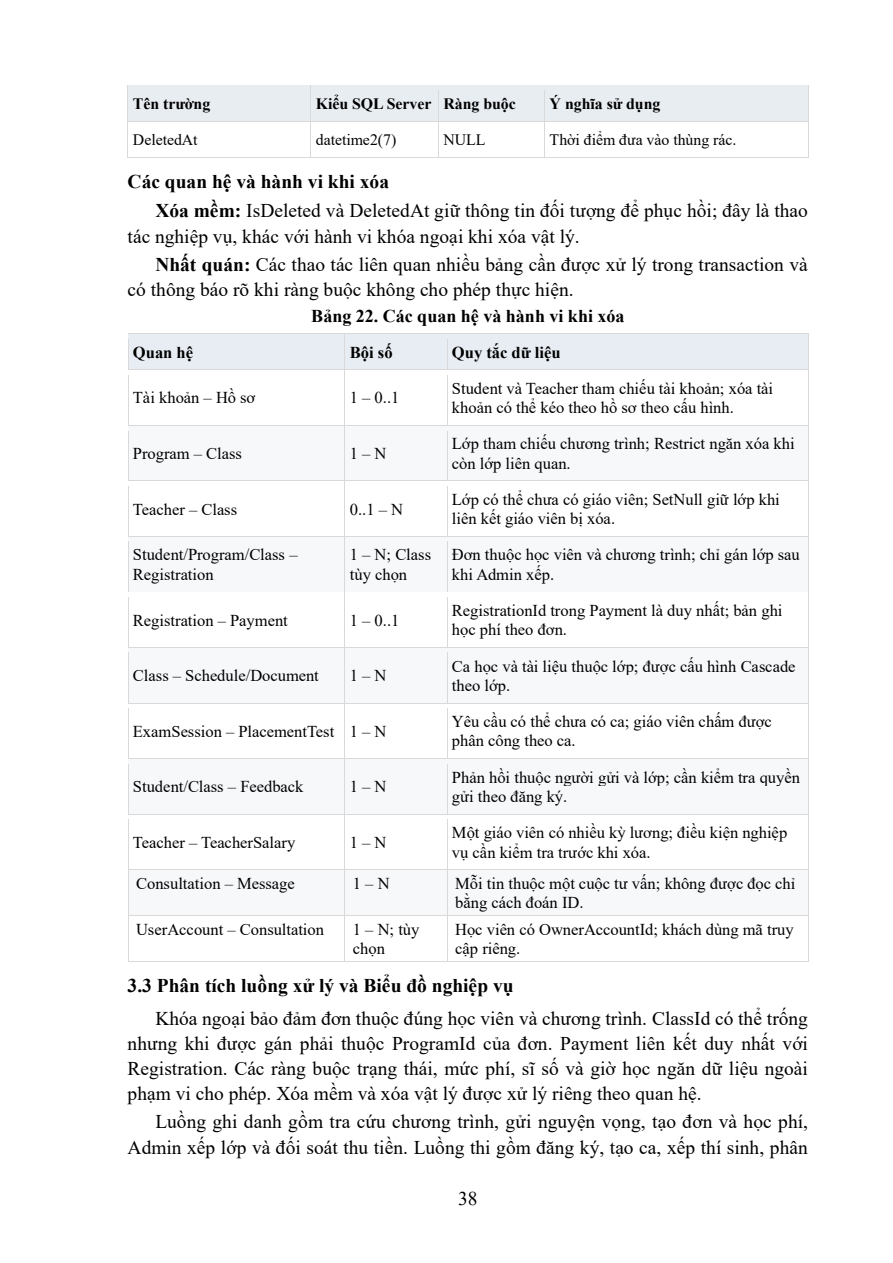 Tên trường Kiểu SQL Server Ràng buộc Ý nghĩa sử dụng
DeletedAt datetime2(7) NULL Thời điểm đưa vào thùng rác.
Các quan hệ và hành vi khi xóa
Xóa mềm: IsDeleted và DeletedAt giữ thông tin đối tượng để phục hồi; đây là thao
tác nghiệp vụ, khác với hành vi khóa ngoại khi xóa vật lý.
Nhất quán: Các thao tác liên quan nhiều bảng cần được xử lý trong transaction và
có thông báo rõ khi ràng buộc không cho phép thực hiện.
Bảng 22. Các quan hệ và hành vi khi xóa
Quan hệ Bội số Quy tắc dữ liệu
Tài khoản – Hồ sơ 1 – 0..1 Student và Teacher tham chiếu tài khoản; xóa tài
khoản có thể kéo theo hồ sơ theo cấu hình.
Program – Class 1 – N Lớp tham chiếu chương trình; Restrict ngăn xóa khi
còn lớp liên quan.
Teacher – Class 0..1 – N Lớp có thể chưa có giáo viên; SetNull giữ lớp khi
liên kết giáo viên bị xóa.
Student/Program/Class – 1 – N; Class Đơn thuộc học viên và chương trình; chỉ gán lớp sau
Registration tùy chọn khi Admin xếp.
Registration – Payment 1 – 0..1 RegistrationId trong Payment là duy nhất; bản ghi
học phí theo đơn.
Class – Schedule/Document 1 – N Ca học và tài liệu thuộc lớp; được cấu hình Cascade
theo lớp.
ExamSession – PlacementTest 1 – N Yêu cầu có thể chưa có ca; giáo viên chấm được
phân công theo ca.
Student/Class – Feedback 1 – N Phản hồi thuộc người gửi và lớp; cần kiểm tra quyền
gửi theo đăng ký.
Teacher – TeacherSalary 1 – N Một giáo viên có nhiều kỳ lương; điều kiện nghiệp
vụ cần kiểm tra trước khi xóa.
Consultation – Message 1 – N Mỗi tin thuộc một cuộc tư vấn; không được đọc chỉ
bằng cách đoán ID.
UserAccount – Consultation 1 – N; tùy Học viên có OwnerAccountId; khách dùng mã truy
chọn cập riêng.
3.3 Phân tích luồng xử lý và Biểu đồ nghiệp vụ
Khóa ngoại bảo đảm đơn thuộc đúng học viên và chương trình. ClassId có thể trống
nhưng khi được gán phải thuộc ProgramId của đơn. Payment liên kết duy nhất với
Registration. Các ràng buộc trạng thái, mức phí, sĩ số và giờ học ngăn dữ liệu ngoài
phạm vi cho phép. Xóa mềm và xóa vật lý được xử lý riêng theo quan hệ.
Luồng ghi danh gồm tra cứu chương trình, gửi nguyện vọng, tạo đơn và học phí,
Admin xếp lớp và đối soát thu tiền. Luồng thi gồm đăng ký, tạo ca, xếp thí sinh, phân
38